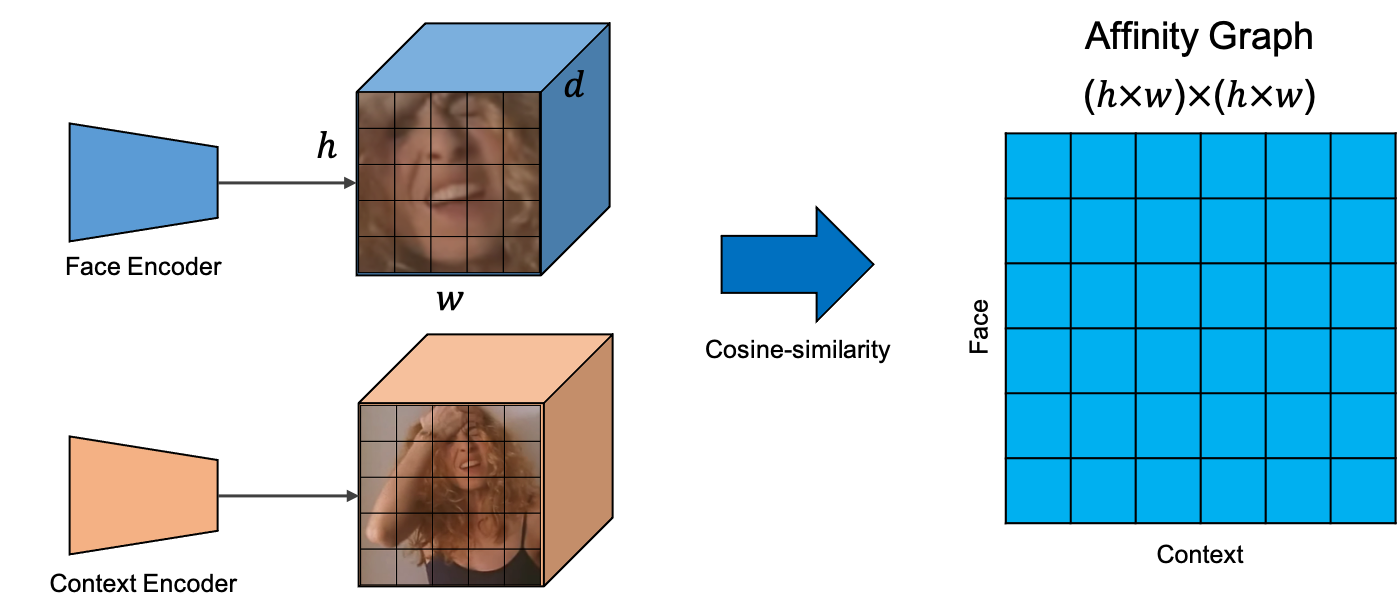 d
h
Face Encoder
w
Context Encoder
Cosine-similarity
Affinity Graph
(h×w)×(h×w)
Face
Context